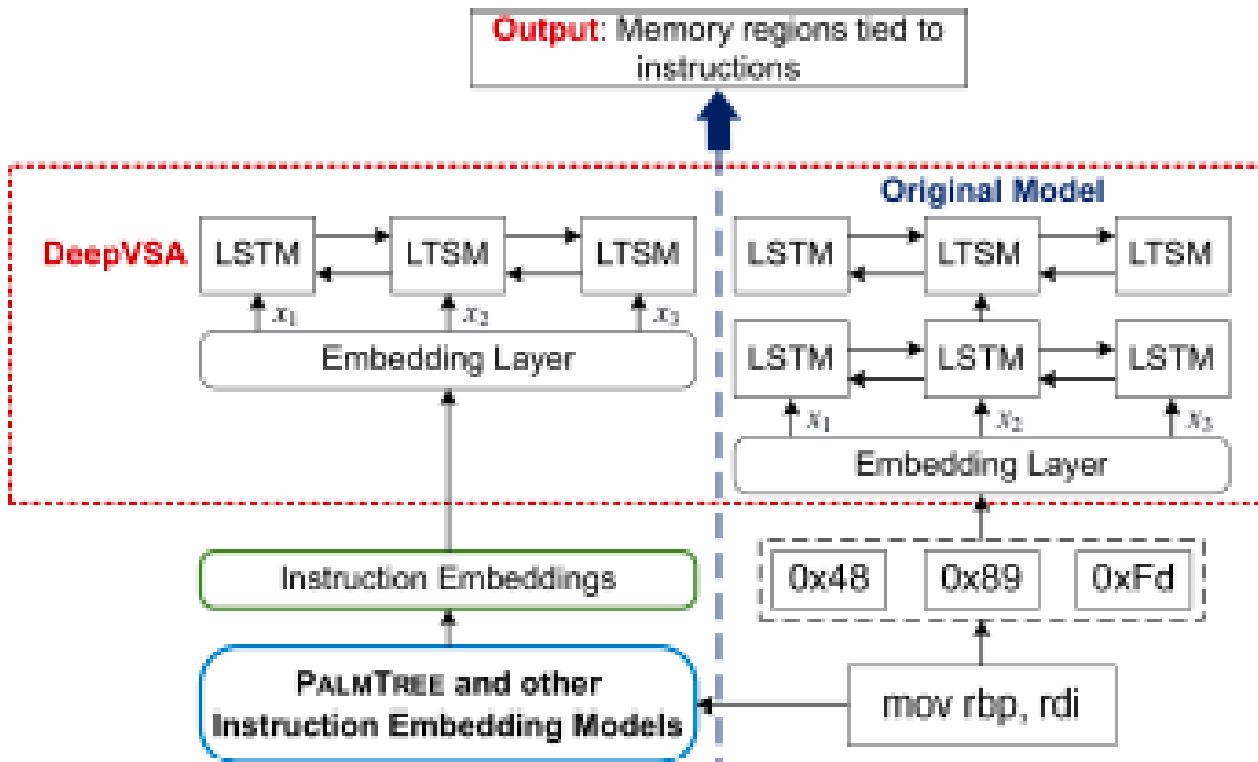 Output: Memory regions tied to
instructions
Original Model
DeepVSA
LSTM LTSM LTSM
LSTM LTSM LTSM
x1 x2 x3
LSTM LSTM LSTM
Embedding Layer
x1 x2 x3
Embedding Layer
Instruction Embeddings
0x48 0x89 0xFd
PALMTREE and other
Instruction Embedding Models
mov rbp, rdi